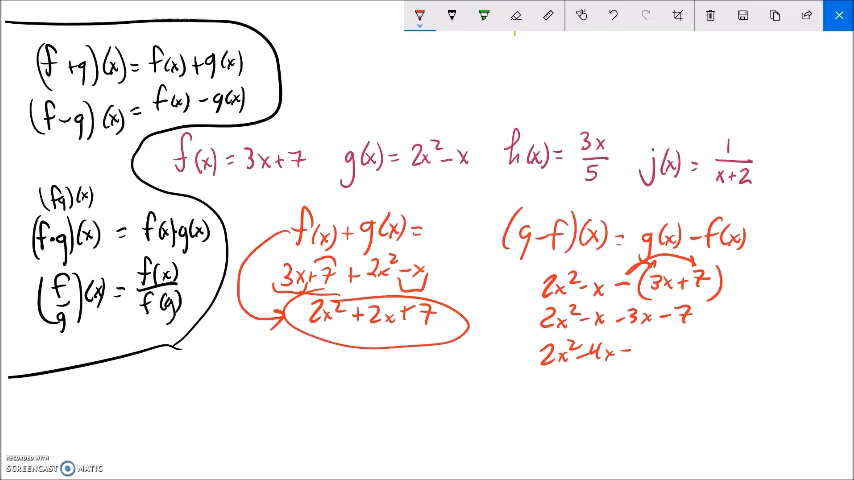 (f+g)(x) = f(x) + g(x)
(f-g)(x) = f(x) - g(x)
(fg)(x)
(f·g)(x) = f(x)·g(x)
(f/g)(x) = f(x)/f(g)
f(x) = 3x+7 g(x) = 2x² - x h(x) = 3x/5 j(x) = 1/(x+2)
f(x) + g(x) =
3x+7 + 2x² - x
2x² + 2x + 7
(g-f)(x) = g(x) - f(x)
2x² - x - (3x+7)
2x² - x - 3x - 7
2x² - 4x -
RECORDED WITH
SCREENCAST MATIC